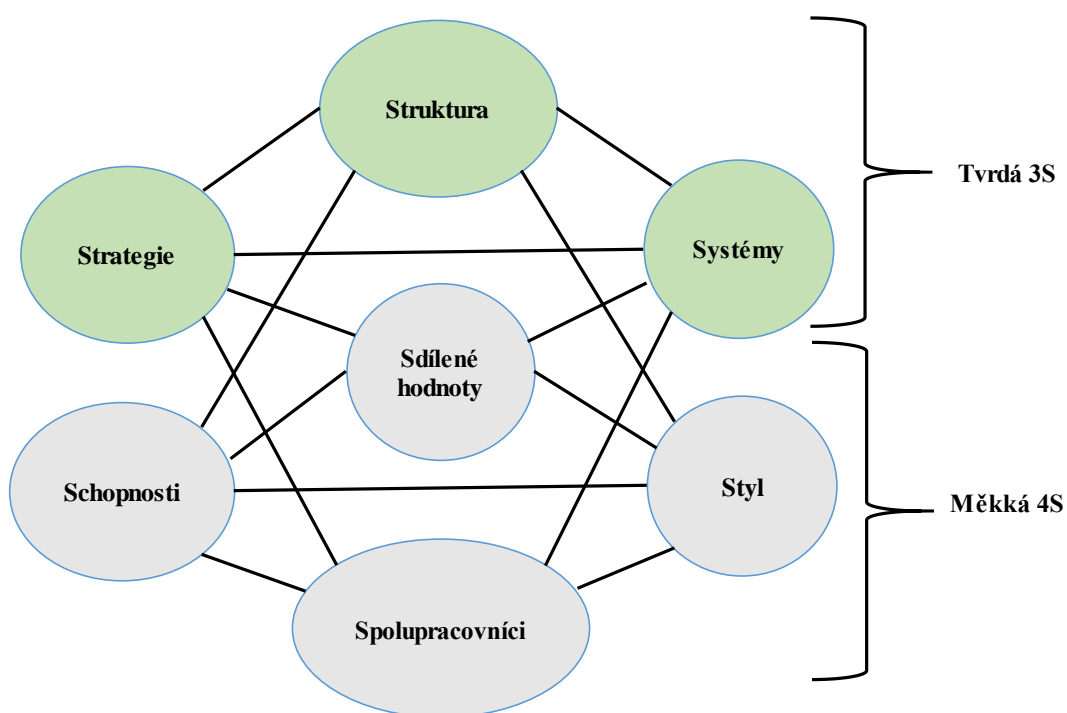 Struktura
Tvrdá 3S
Strategie
Systémy
Sdílené
hodnoty
Schopnosti
Styl
Měkká 4S
Spolupracovníci